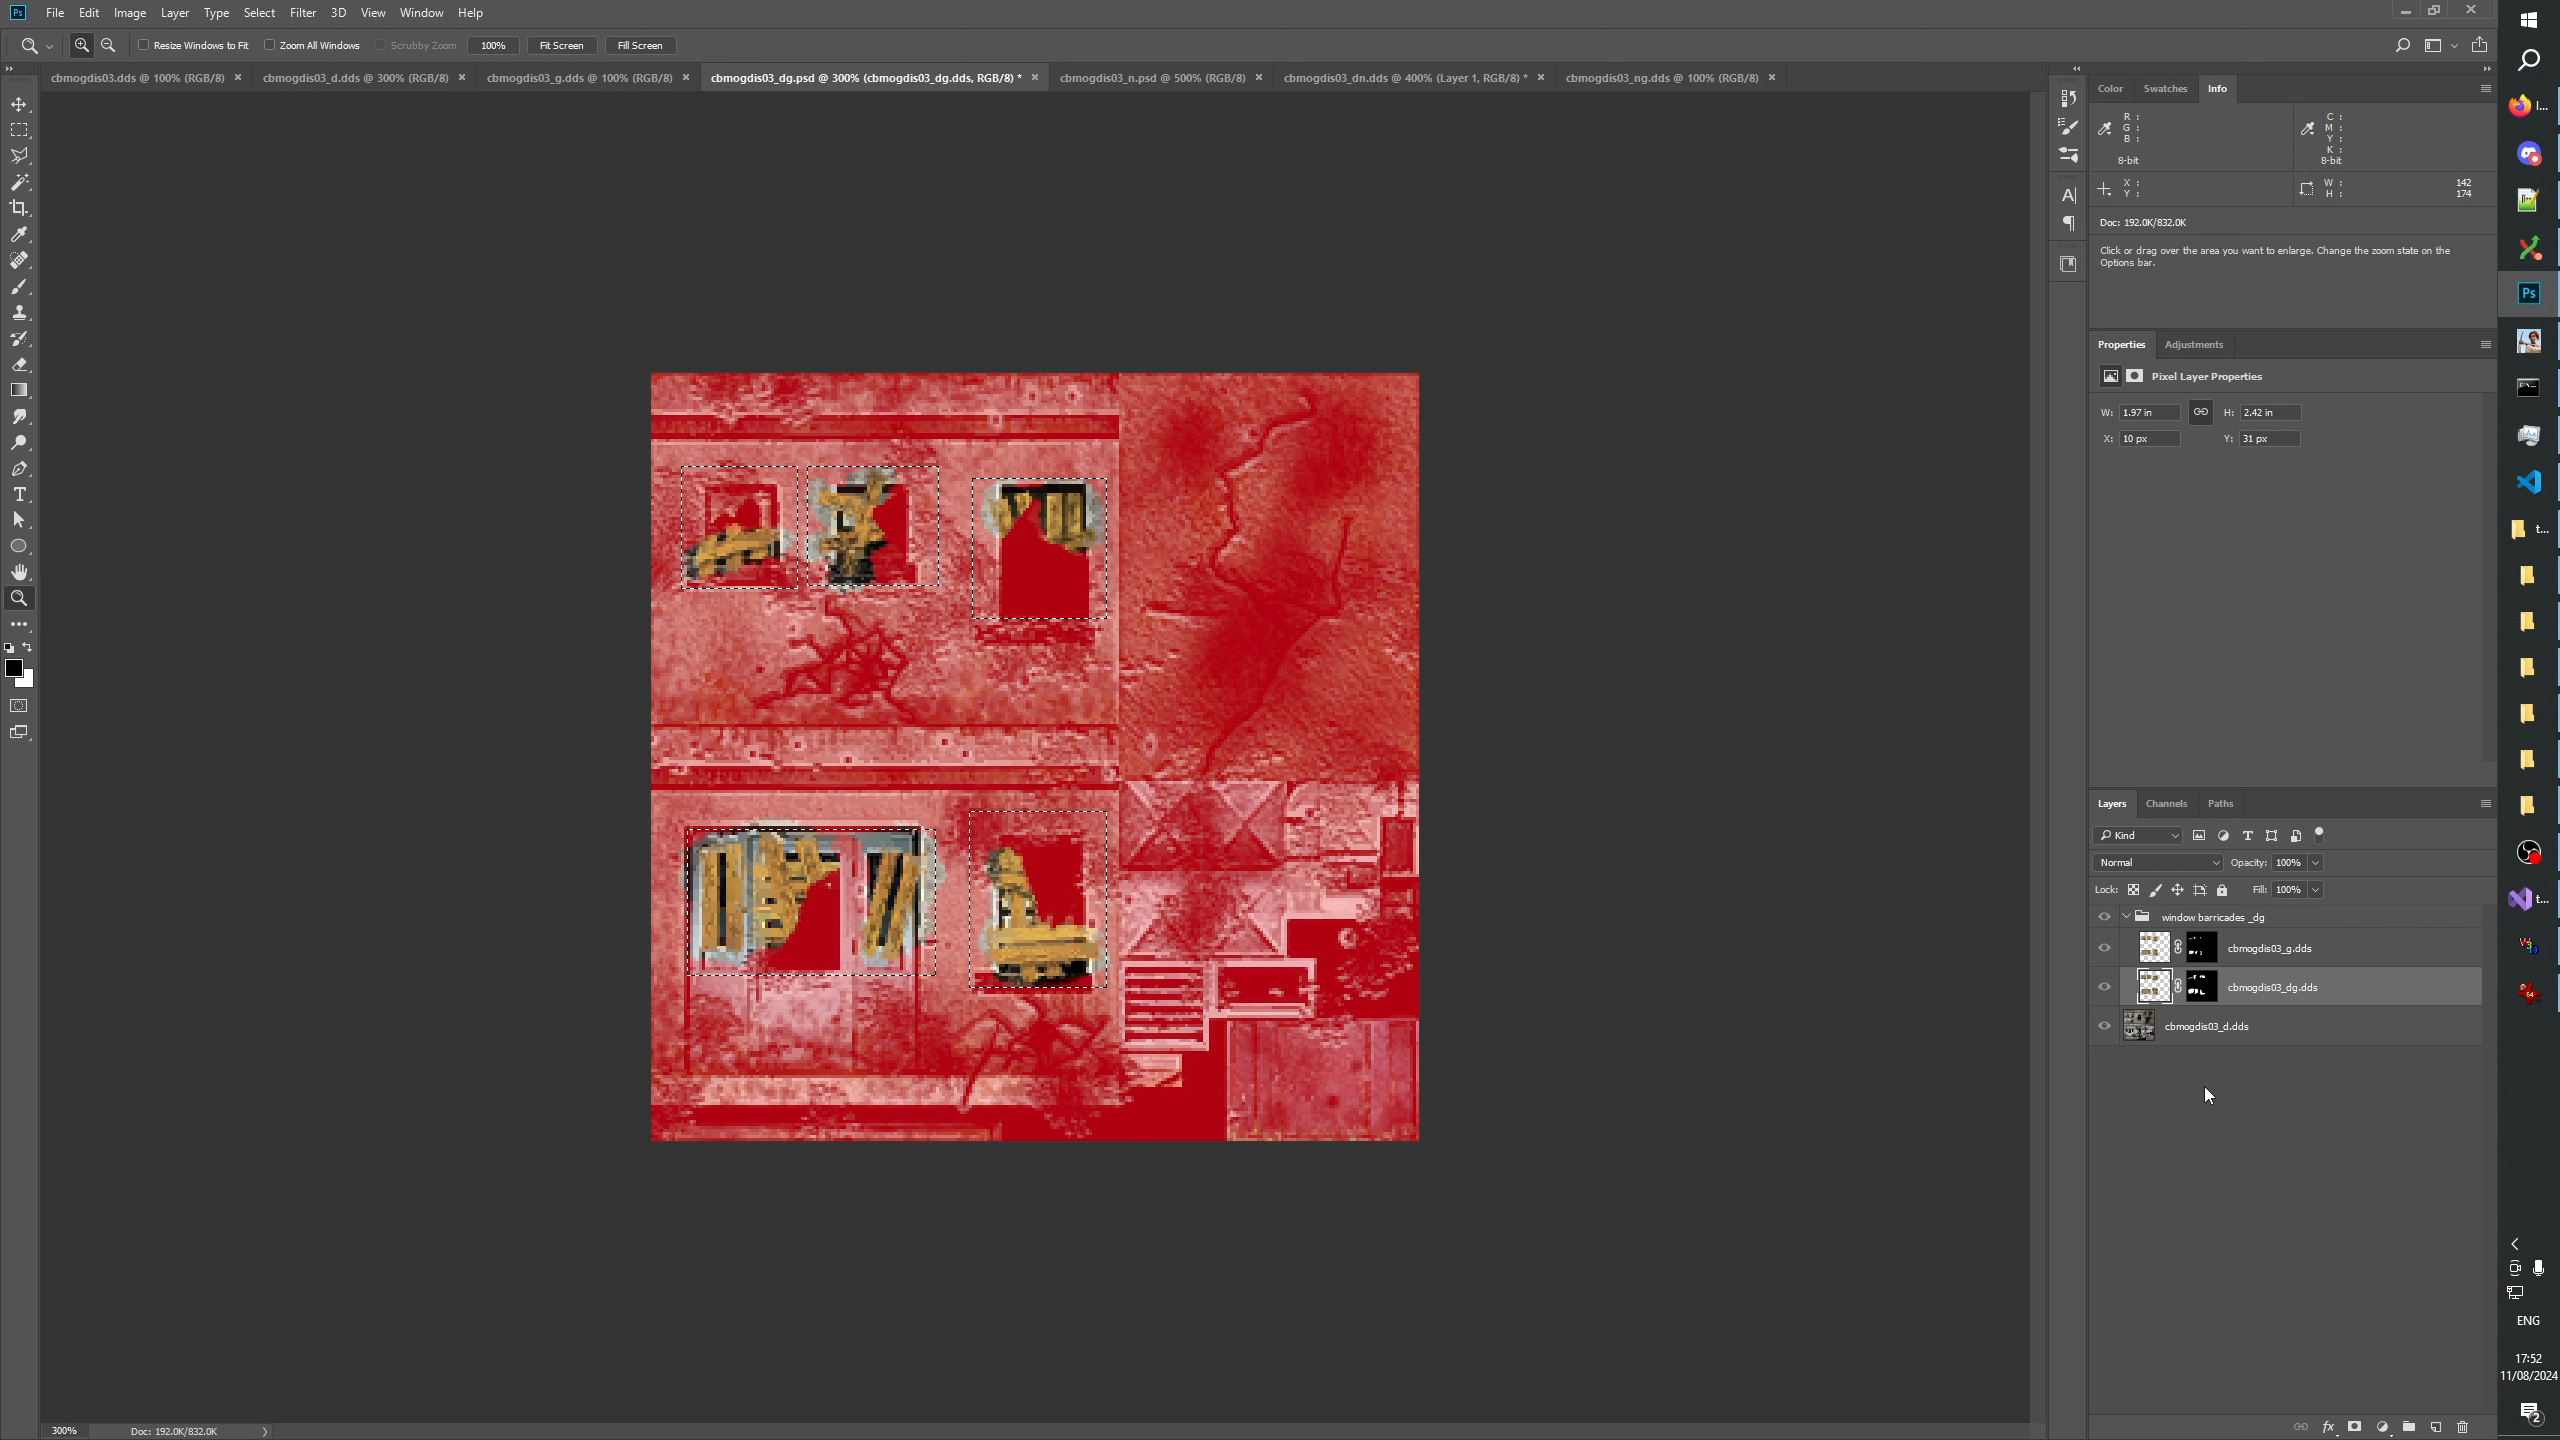 Ps File Edit Image Layer Type Select Filter 3D View Window Help
Resize Windows to Fit Zoom All Windows Scrubby Zoom 100% Fit Screen Fill Screen
cbmogdis03.dds @ 100% (RGB/8) × cbmogdis03_d.dds @ 300% (RGB/8) × cbmogdis03_g.dds @ 100% (RGB/8) × cbmogdis03_dg.psd @ 300% (cbmogdis03_dg.dds, RGB/8) * × cbmogdis03_n.psd @ 500% (RGB/8) × cbmogdis03_dn.dds @ 400% (Layer 1, RGB/8) * × cbmogdis03_ng.dds @ 100% (RGB/8) ×
Color Swatches Info
R : C :
G : M :
B : Y :
K :
8-bit 8-bit
X : W : 142
Y : H : 174
Doc: 192.0K/832.0K
Click or drag over the area you want to enlarge. Change the zoom state on the
Options bar.
Properties Adjustments
Pixel Layer Properties
W: 1.97 in H: 2.42 in
X: 10 px Y: 31 px
Layers Channels Paths
Kind
Normal Opacity: 100%
Lock: Fill: 100%
window barricades _dg
cbmogdis03_g.dds
cbmogdis03_dg.dds
cbmogdis03_d.dds
300% Doc: 192.0K/832.0K
I...
Ps
t...
t...
64
ENG
17:52
11/08/2024
2